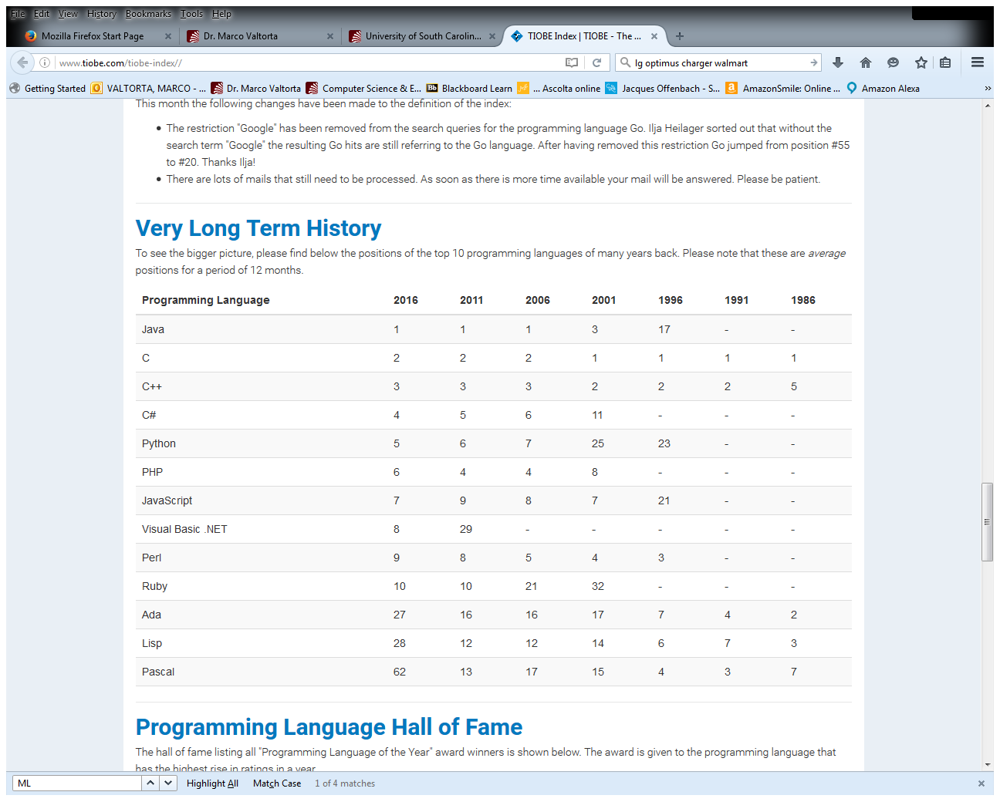 File Edit View History Bookmarks Tools Help
Mozilla Firefox Start Page × Dr. Marco Valtorta × University of South Carolin... × TIOBE Index | TIOBE - The ... × +
www.tiobe.com/tiobe-index// lg optimus charger walmart
Getting Started VALTORTA, MARCO - ... Dr. Marco Valtorta Computer Science & E... Bb Blackboard Learn ... Ascolta online Jacques Offenbach - S... a AmazonSmile: Online ... Amazon Alexa »
This month the following changes have been made to the definition of the index:
• The restriction "Google" has been removed from the search queries for the programming language Go. Ilja Heilager sorted out that without the
search term "Google" the resulting Go hits are still referring to the Go language. After having removed this restriction Go jumped from position #55
to #20. Thanks Ilja!
• There are lots of mails that still need to be processed. As soon as there is more time available your mail will be answered. Please be patient.
Very Long Term History
To see the bigger picture, please find below the positions of the top 10 programming languages of many years back. Please note that these are average
positions for a period of 12 months.
Programming Language 2016 2011 2006 2001 1996 1991 1986
Java 1 1 1 3 17 - -
C 2 2 2 1 1 1 1
C++ 3 3 3 2 2 2 5
C# 4 5 6 11 - - -
Python 5 6 7 25 23 - -
PHP 6 4 4 8 - - -
JavaScript 7 9 8 7 21 - -
Visual Basic .NET 8 29 - - - - -
Perl 9 8 5 4 3 - -
Ruby 10 10 21 32 - - -
Ada 27 16 16 17 7 4 2
Lisp 28 12 12 14 6 7 3
Pascal 62 13 17 15 4 3 7
Programming Language Hall of Fame
The hall of fame listing all "Programming Language of the Year" award winners is shown below. The award is given to the programming language that
has the highest rise in ratings in a year.
ML Highlight All Match Case 1 of 4 matches ×